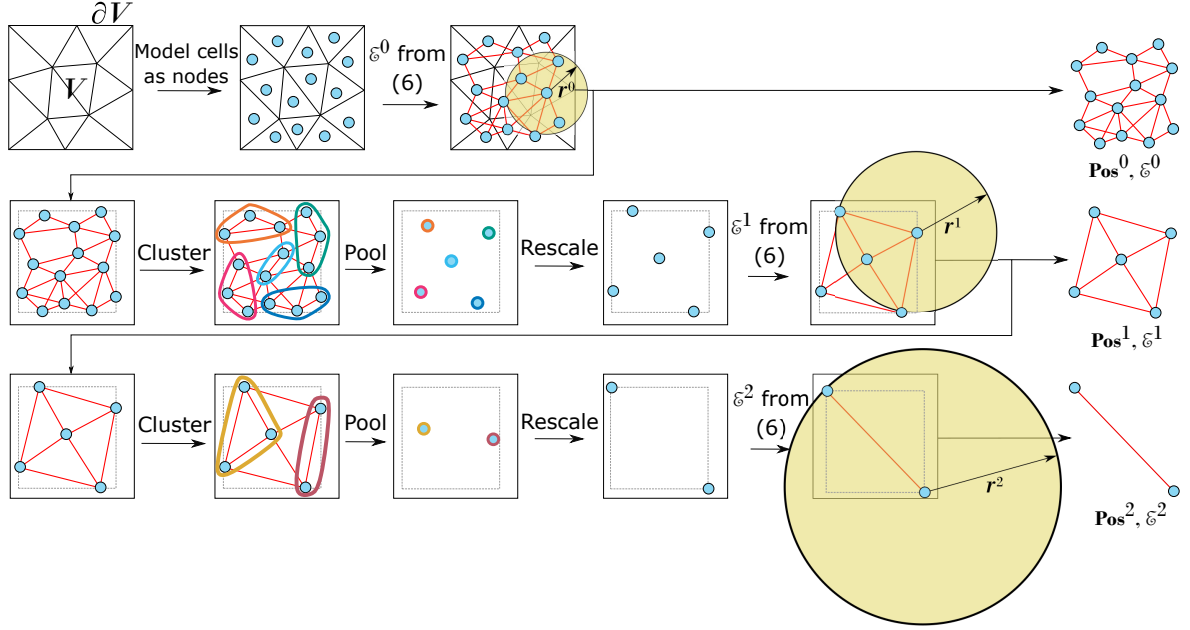 ∂V
V
Model cells
as nodes
ℰ⁰ from
(6)
r⁰
Pos⁰, ℰ⁰
Cluster
Pool
Rescale
ℰ¹ from
(6)
r¹
Pos¹, ℰ¹
Cluster
Pool
Rescale
ℰ² from
(6)
r²
Pos², ℰ²